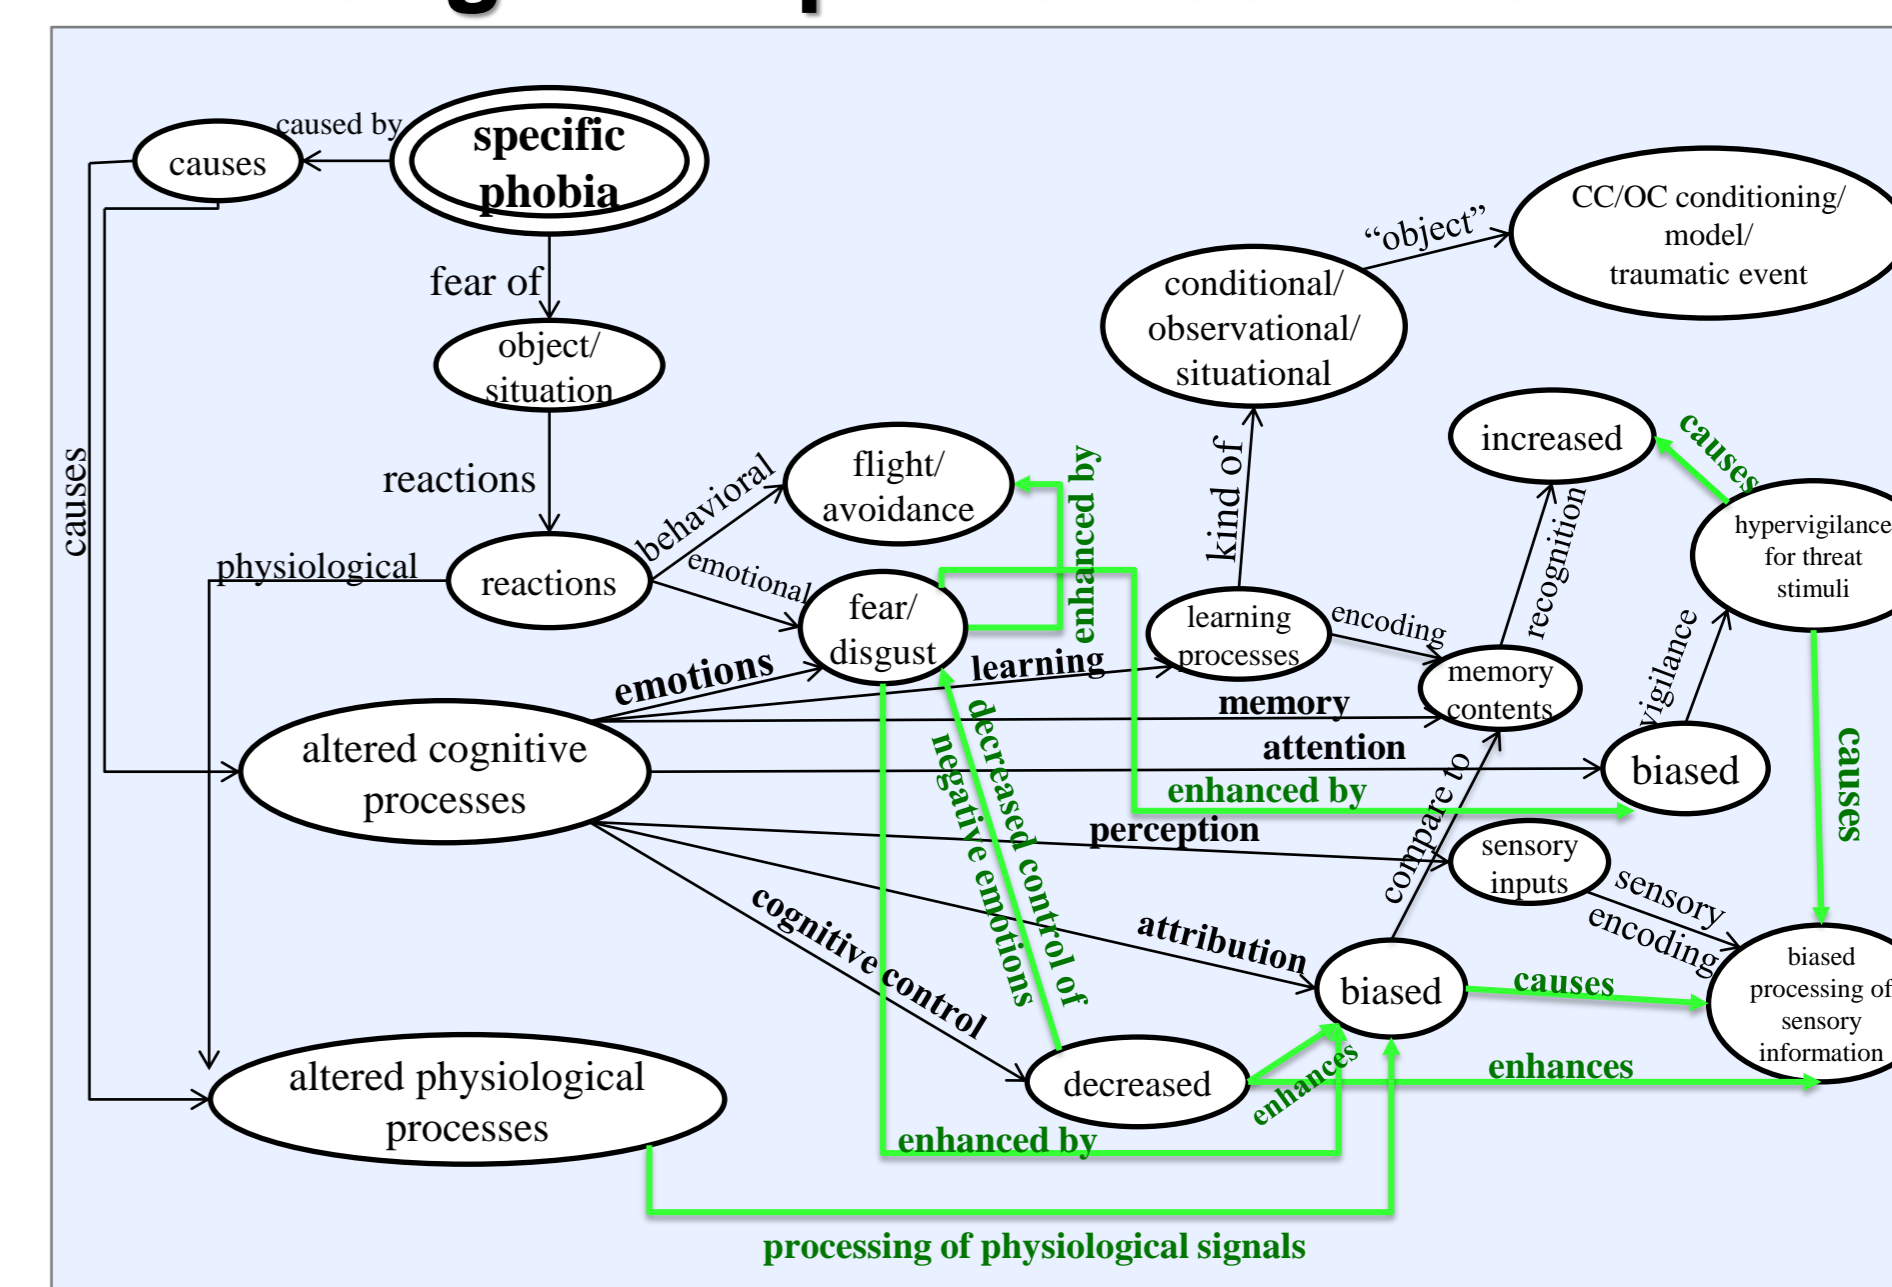 caused by
specific
phobia
causes
fear of
object/
situation
reactions
causes
physiological
reactions
behavioral
emotional
flight/
avoidance
fear/
disgust
enhanced by
conditional/
observational/
situational
"object"
CC/OC conditioning/
model/
traumatic event
kind of
learning
processes
encoding
increased
recognition
causes
hypervigilance
for threat
stimuli
memory
contents
vigilance
biased
causes
emotions
learning
memory
attention
enhanced by
perception
altered cognitive
processes
decreased control of
negative emotions
compare to
sensory
inputs
sensory
encoding
cognitive control
attribution
biased
causes
biased
processing of
sensory
information
altered physiological
processes
decreased
enhances
enhances
enhanced by
processing of physiological signals